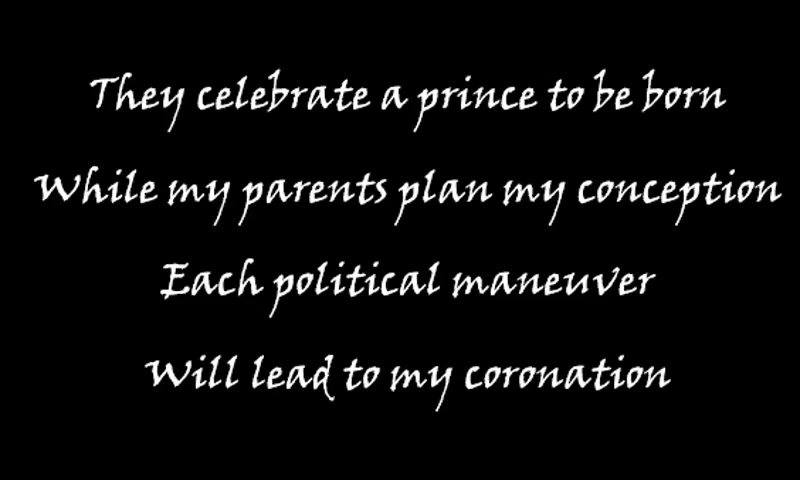 They celebrate a prince to be born
While my parents plan my conception
Each political maneuver
Will lead to my coronation